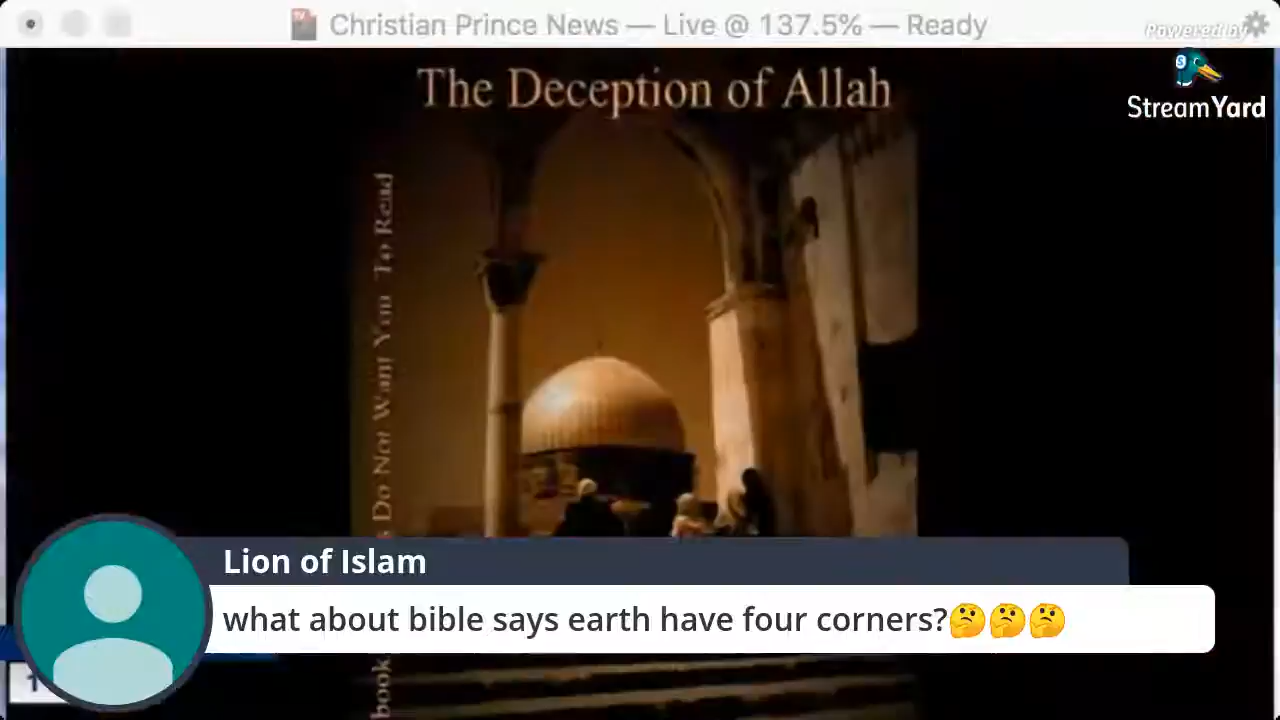 Christian Prince News — Live @ 137.5% — Ready
Powered by
StreamYard
The Deception of Allah
Do Not Want You To Read
book
Lion of Islam
what about bible says earth have four corners?🤔🤔🤔